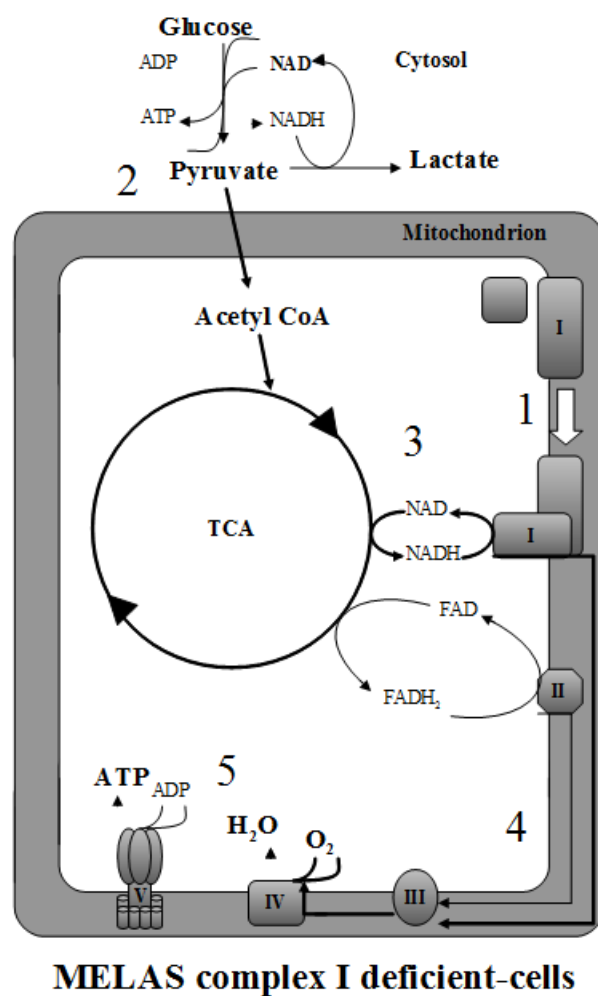 Glucose
ADP
NAD
Cytosol
ATP
NADH
Pyruvate
Lactate
2
Mitochondrion
I
Acetyl CoA
1
3
NAD
TCA
I
NADH
FAD
II
FADH₂
5
ATP
ADP
4
H₂O
O₂
V
IV
III
MELAS complex I deficient-cells